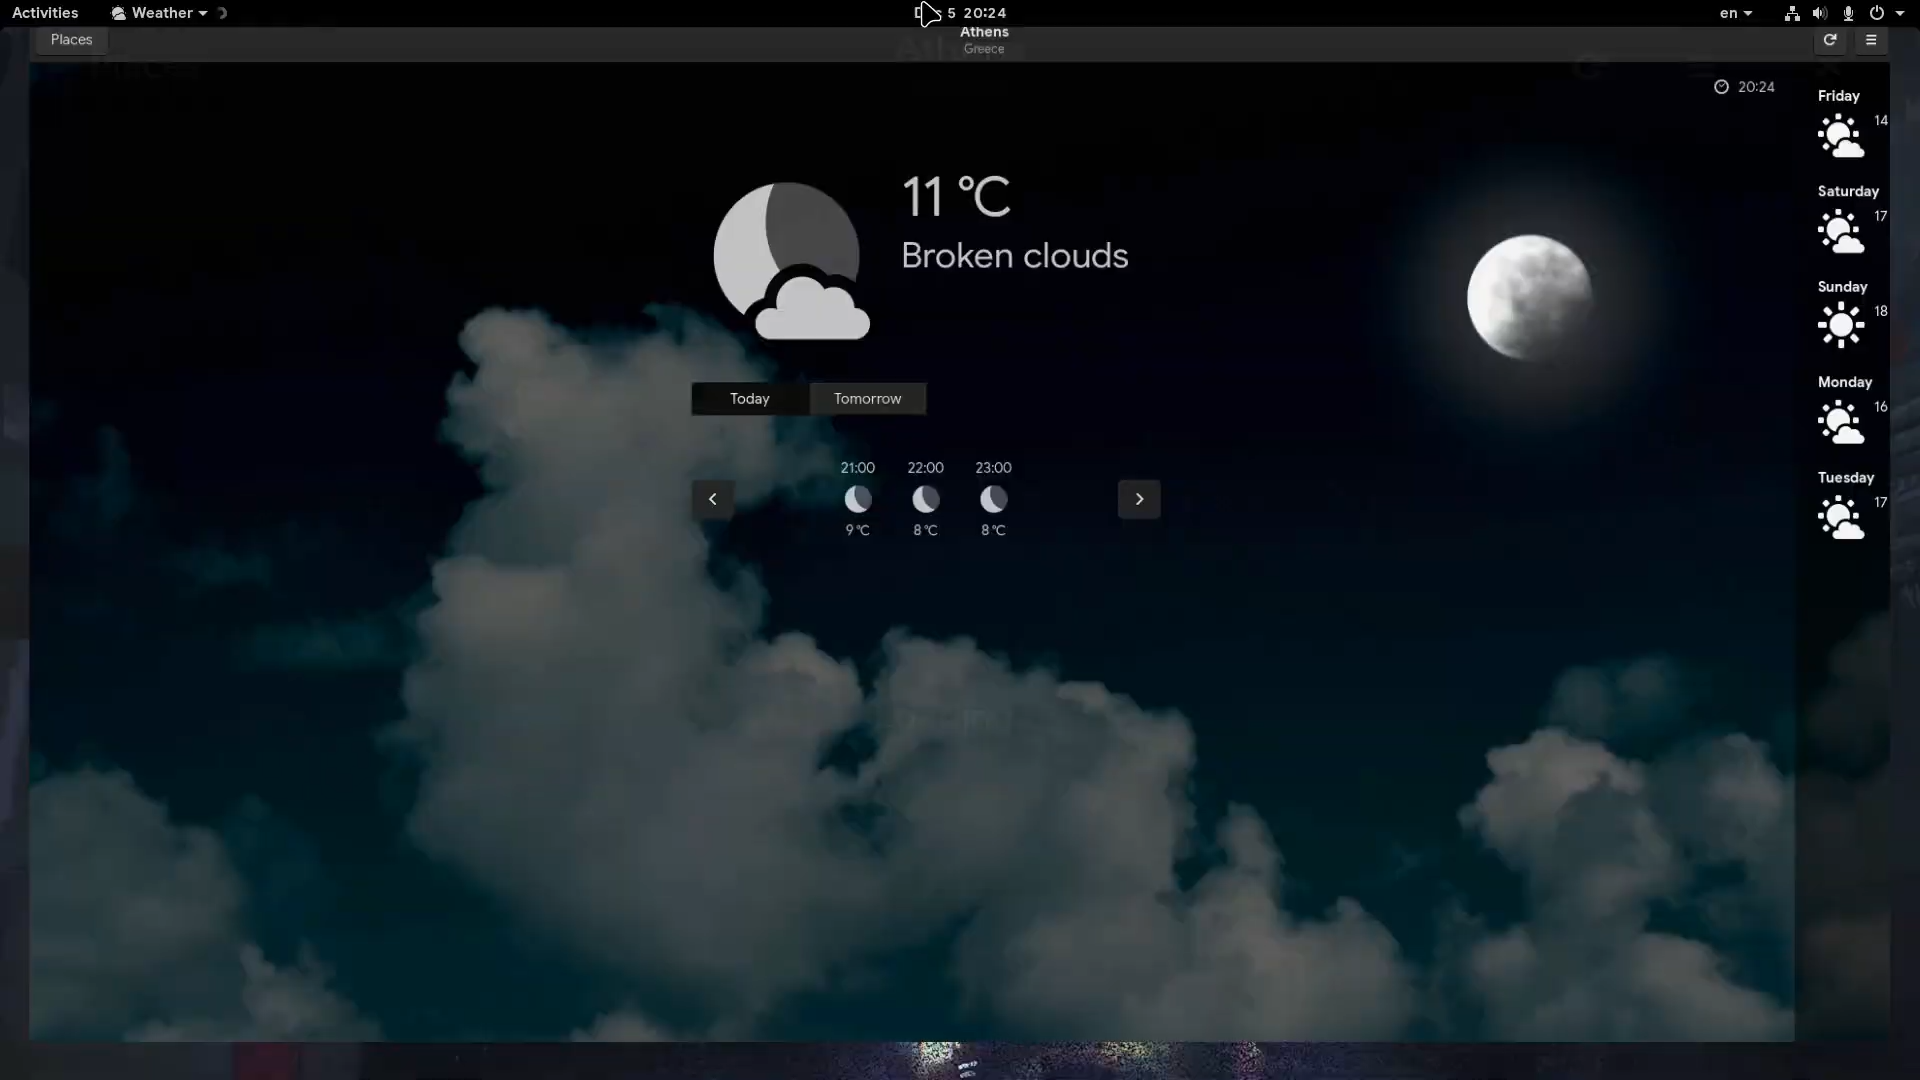 Activities
Weather
5 20:24
en
Places
Athens
Greece
20:24
11 °C
Broken clouds
Today
Tomorrow
21:00 22:00 23:00
9 °C 8 °C 8 °C
Friday
14
Saturday
17
Sunday
18
Monday
16
Tuesday
17